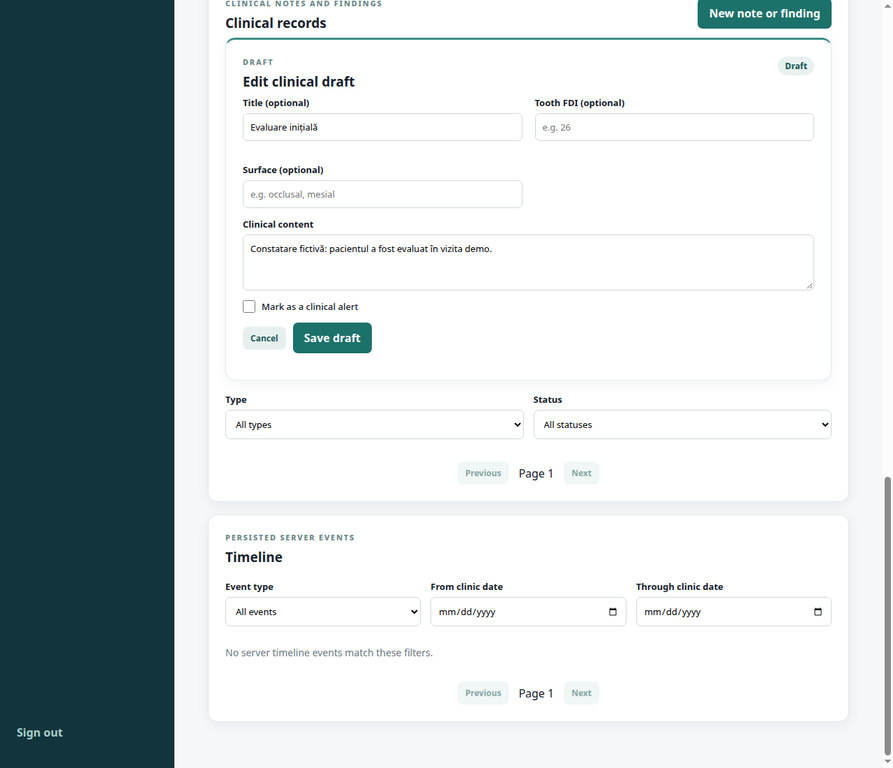 CLINICAL NOTES AND FINDINGS
Clinical records
New note or finding
DRAFT
Draft
Edit clinical draft
Title (optional)
Tooth FDI (optional)
Evaluare inițială
e.g. 26
Surface (optional)
e.g. occlusal, mesial
Clinical content
Constatare fictivă: pacientul a fost evaluat în vizita demo.
Mark as a clinical alert
Cancel
Save draft
Type
Status
All types
All statuses
Previous
Page 1
Next
PERSISTED SERVER EVENTS
Timeline
Event type
From clinic date
Through clinic date
All events
mm/dd/yyyy
mm/dd/yyyy
No server timeline events match these filters.
Previous
Page 1
Next
Sign out